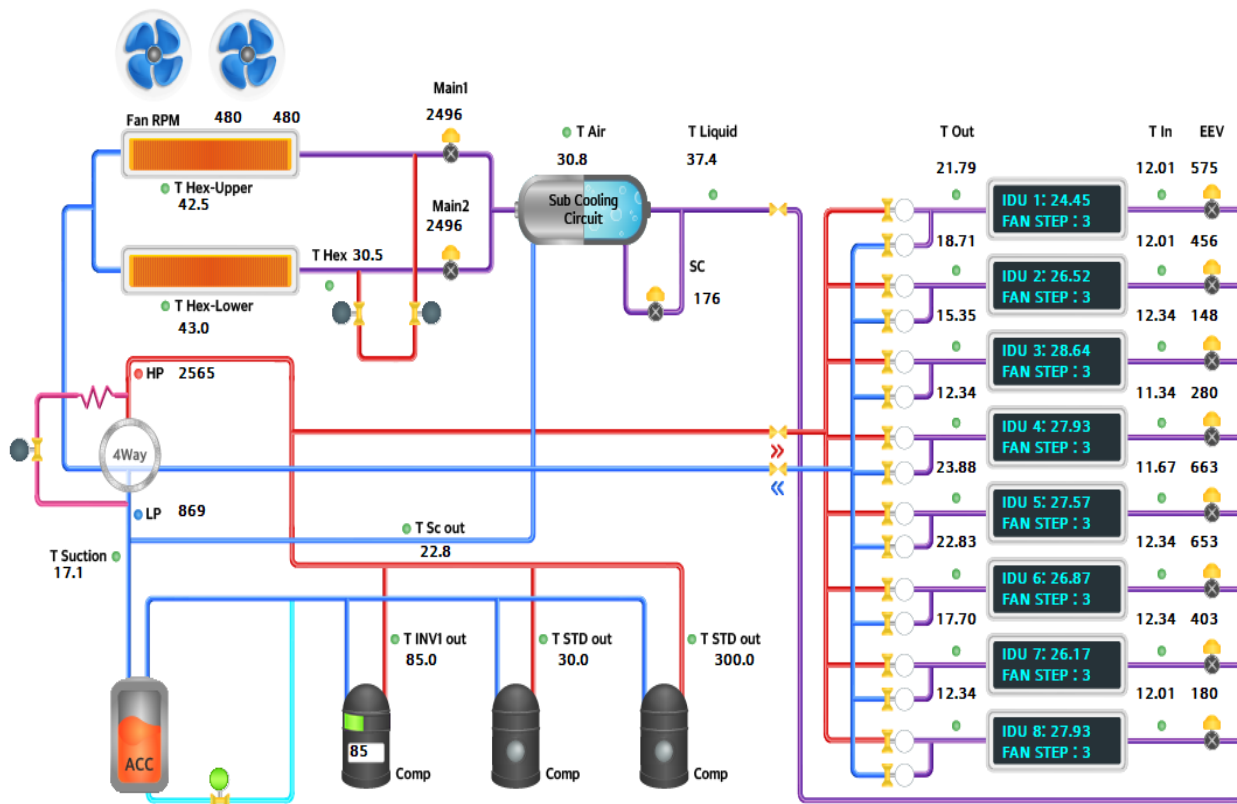 Fan RPM 480 480
T Hex-Upper
42.5
T Hex-Lower
43.0
T Hex 30.5
Main1
2496
Main2
2496
T Air
30.8
Sub Cooling
Circuit
T Liquid
37.4
SC
176
HP 2565
4Way
LP 869
T Suction
17.1
T Sc out
22.8
T INV1 out
85.0
T STD out
30.0
T STD out
300.0
ACC
85
Comp
Comp
Comp
T Out T In EEV
21.79 12.01 575
IDU 1: 24.45
FAN STEP : 3
18.71 12.01 456
IDU 2: 26.52
FAN STEP : 3
15.35 12.34 148
IDU 3: 28.64
FAN STEP : 3
12.34 11.34 280
IDU 4: 27.93
FAN STEP : 3
23.88 11.67 663
IDU 5: 27.57
FAN STEP : 3
22.83 12.34 653
IDU 6: 26.87
FAN STEP : 3
17.70 12.34 403
IDU 7: 26.17
FAN STEP : 3
12.34 12.01 180
IDU 8: 27.93
FAN STEP : 3